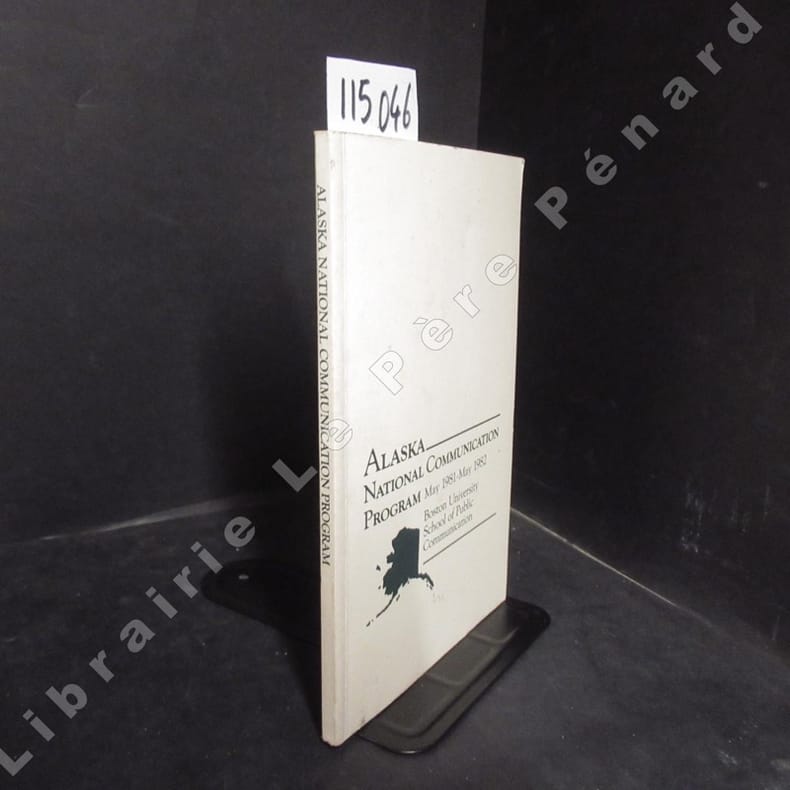 115 046
ALASKA NATIONAL COMMUNICATION PROGRAM
ALASKA
NATIONAL COMMUNICATION
PROGRAM May 1981-May 1982
Boston University
School of Public
Communication
Librairie Le Père Pénard